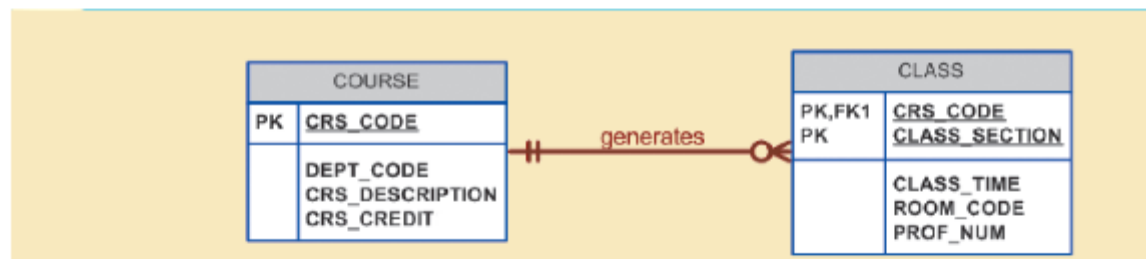 COURSE
PK CRS_CODE
DEPT_CODE
CRS_DESCRIPTION
CRS_CREDIT
generates
CLASS
PK,FK1 CRS_CODE
PK CLASS_SECTION
CLASS_TIME
ROOM_CODE
PROF_NUM